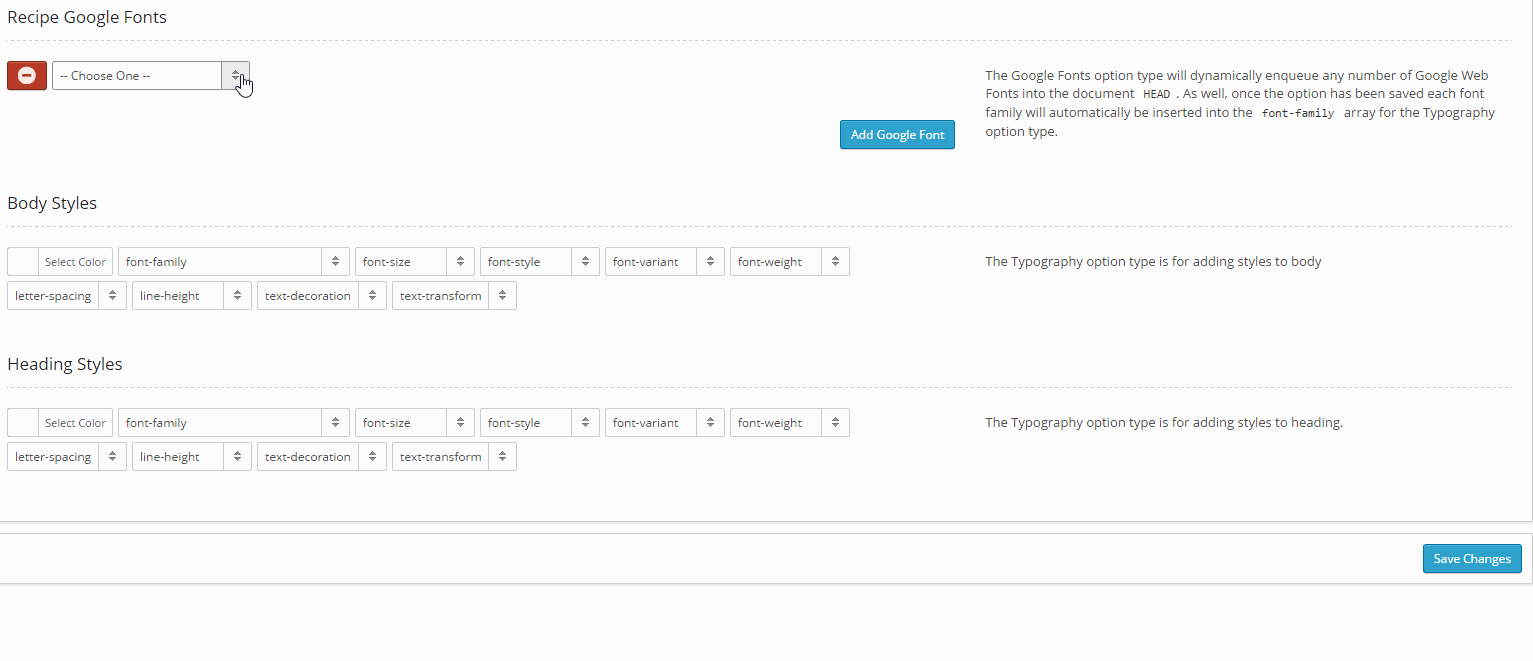 Recipe Google Fonts
-- Choose One --
The Google Fonts option type will dynamically enqueue any number of Google Web
Fonts into the document HEAD . As well, once the option has been saved each font
family will automatically be inserted into the font-family array for the Typography
option type.
Add Google Font
Body Styles
Select Color font-family font-size font-style font-variant font-weight
The Typography option type is for adding styles to body
letter-spacing line-height text-decoration text-transform
Heading Styles
Select Color font-family font-size font-style font-variant font-weight
The Typography option type is for adding styles to heading.
letter-spacing line-height text-decoration text-transform
Save Changes